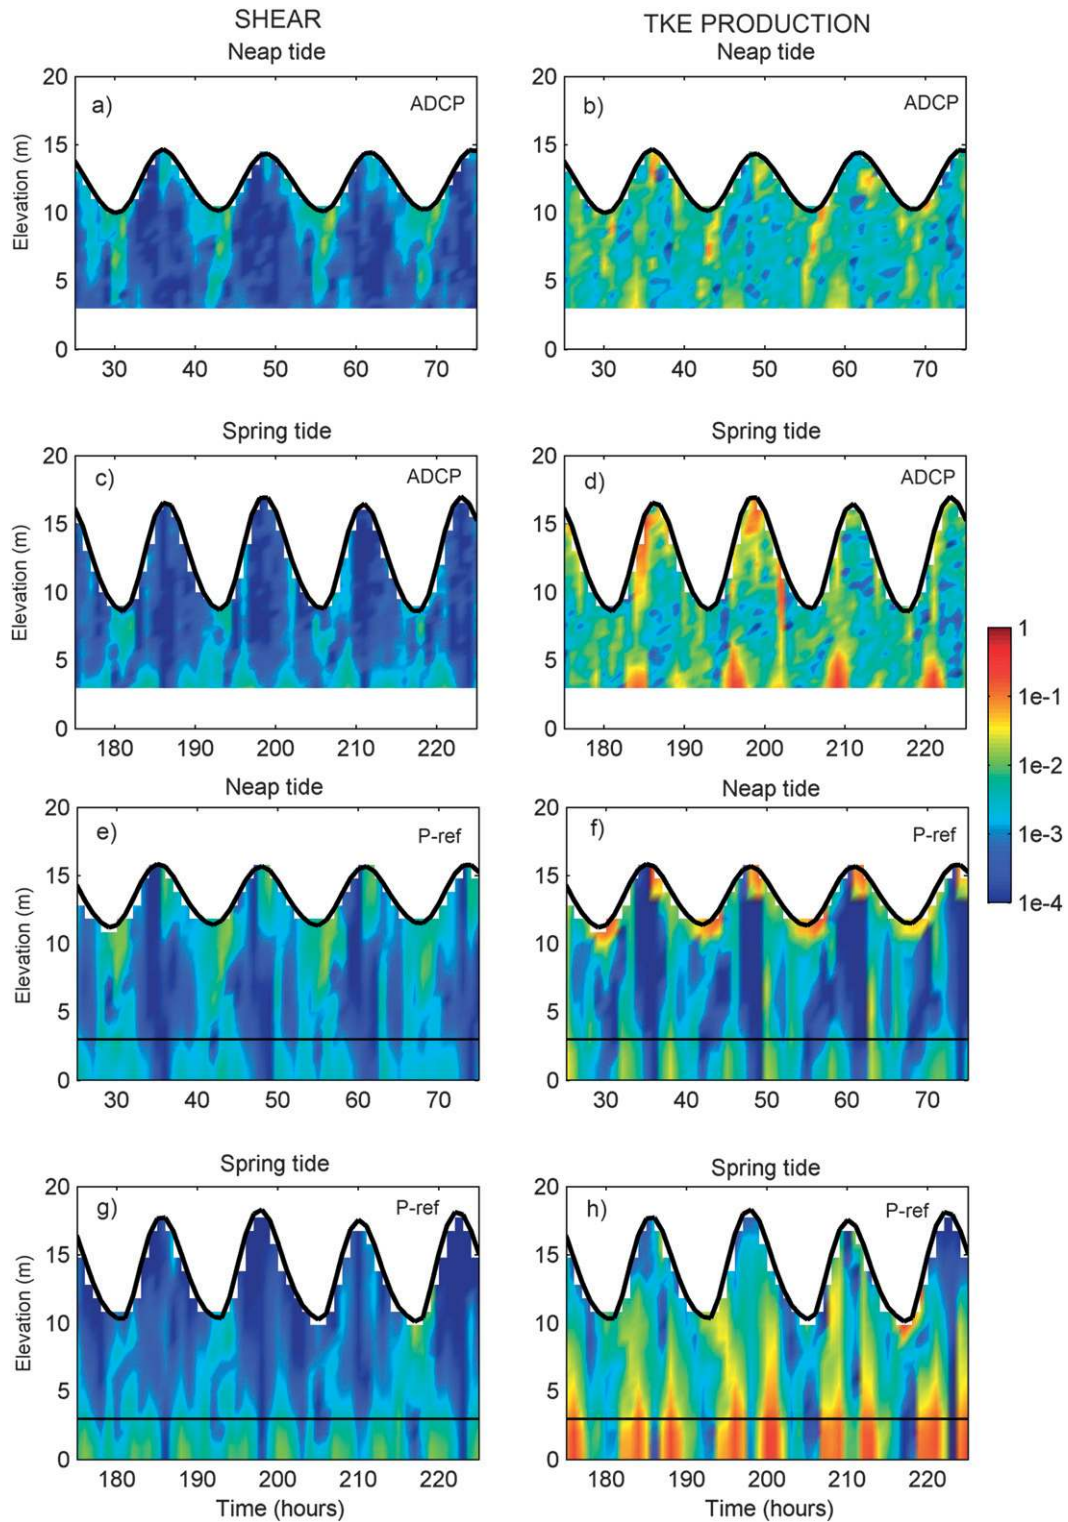 SHEAR
TKE PRODUCTION
Neap tide
Neap tide
20
15
10
5
0
Elevation (m)
a)
ADCP
30 40 50 60 70
20
15
10
5
0
b)
ADCP
30 40 50 60 70
Spring tide
Spring tide
20
15
10
5
0
Elevation (m)
c)
ADCP
180 190 200 210 220
20
15
10
5
0
d)
ADCP
180 190 200 210 220
1
1e-1
1e-2
1e-3
1e-4
Neap tide
Neap tide
20
15
10
5
0
Elevation (m)
e)
P-ref
30 40 50 60 70
20
15
10
5
0
f)
P-ref
30 40 50 60 70
Spring tide
Spring tide
20
15
10
5
0
Elevation (m)
g)
P-ref
180 190 200 210 220
Time (hours)
20
15
10
5
0
h)
P-ref
180 190 200 210 220
Time (hours)